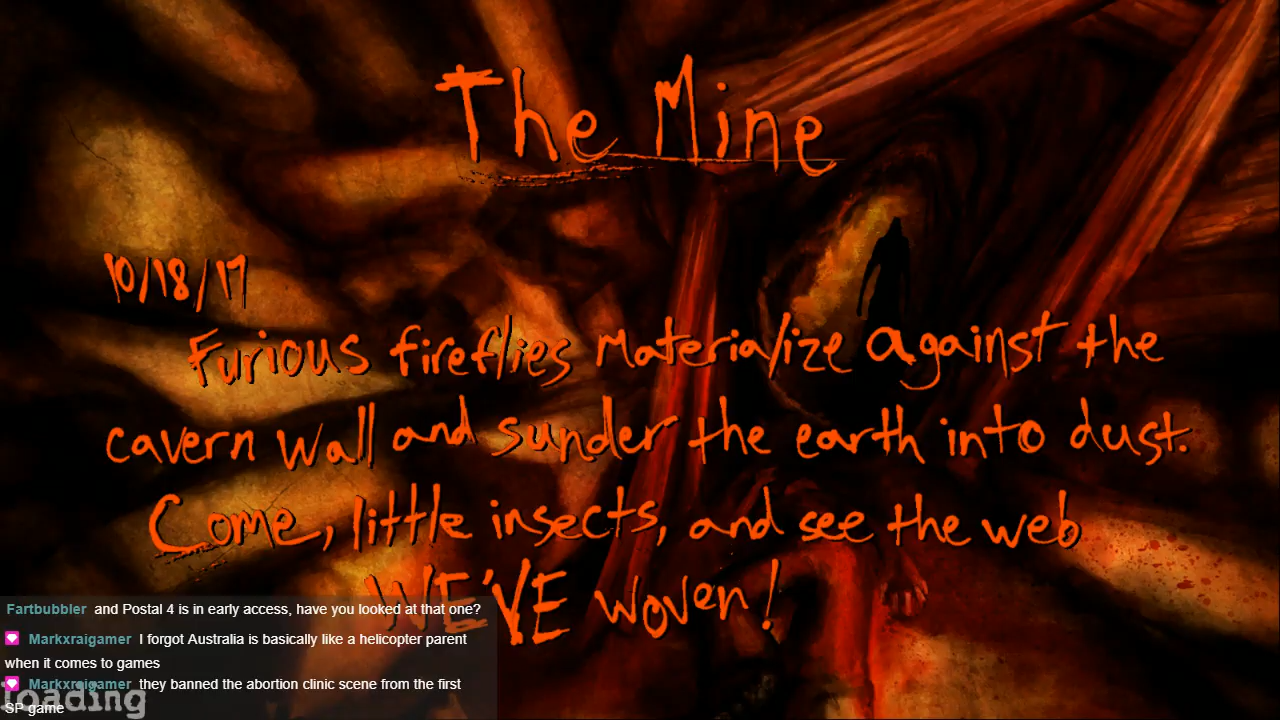 The Mine
10/18/17
Furious fireflies materialize against the
cavern wall and sunder the earth into dust.
Come, little insects, and see the web
WE'VE woven!
Fartbubbler and Postal 4 is in early access, have you looked at that one?
Markxraigamer I forgot Australia is basically like a helicopter parent
when it comes to games
Markxraigamer they banned the abortion clinic scene from the first
SP game
loading